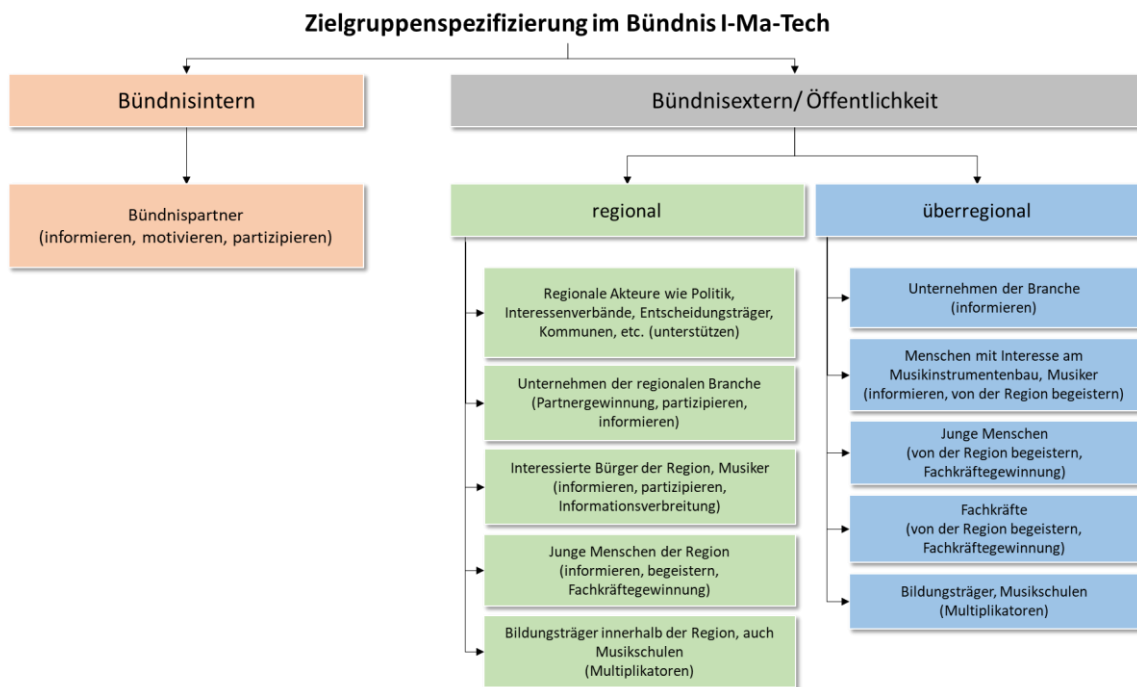 Zielgruppenspezifizierung im Bündnis I-Ma-Tech
Bündnisintern
Bündnispartner
(informieren, motivieren, partizipieren)
Bündnisextern/ Öffentlichkeit
regional
Regionale Akteure wie Politik,
Interessenverbände, Entscheidungsträger,
Kommunen, etc. (unterstützen)
Unternehmen der regionalen Branche
(Partnergewinnung, partizipieren,
informieren)
Interessierte Bürger der Region, Musiker
(informieren, partizipieren,
Informationsverbreitung)
Junge Menschen der Region
(informieren, begeistern,
Fachkräftegewinnung)
Bildungsträger innerhalb der Region, auch
Musikschulen
(Multiplikatoren)
überregional
Unternehmen der Branche
(informieren)
Menschen mit Interesse am
Musikinstrumentenbau, Musiker
(informieren, von der Region begeistern)
Junge Menschen
(von der Region begeistern,
Fachkräftegewinnung)
Fachkräfte
(von der Region begeistern,
Fachkräftegewinnung)
Bildungsträger, Musikschulen
(Multiplikatoren)